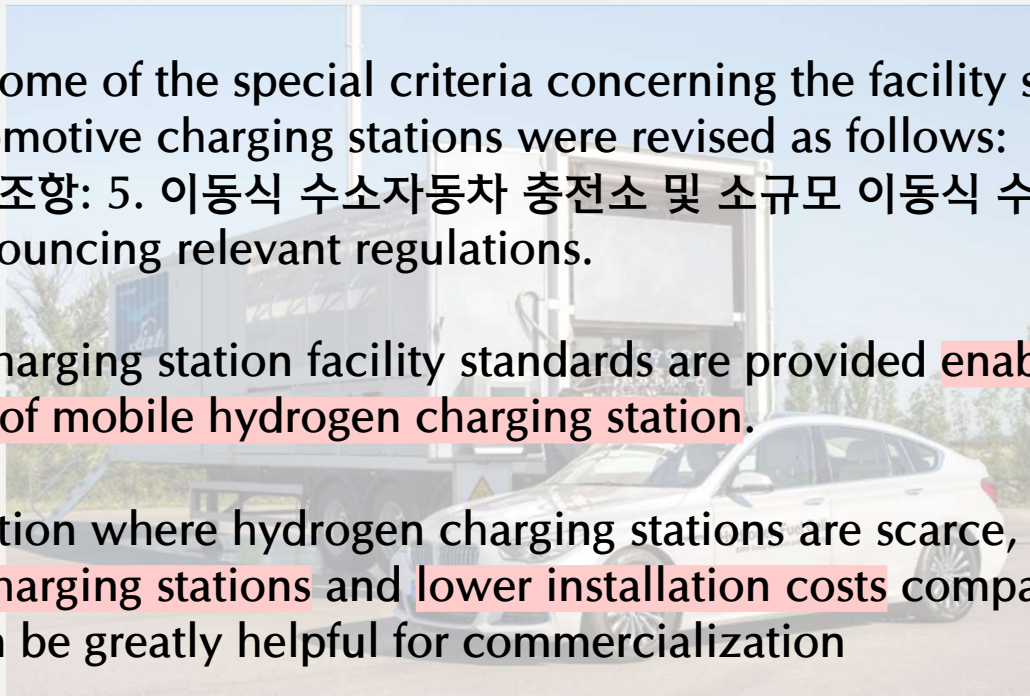 ome of the special criteria concerning the facility s
omotive charging stations were revised as follows:
조항: 5. 이동식 수소자동차 충전소 및 소규모 이동식 수
ouncing relevant regulations.
harging station facility standards are provided enab
of mobile hydrogen charging station.
tion where hydrogen charging stations are scarce,
harging stations and lower installation costs compa
n be greatly helpful for commercialization